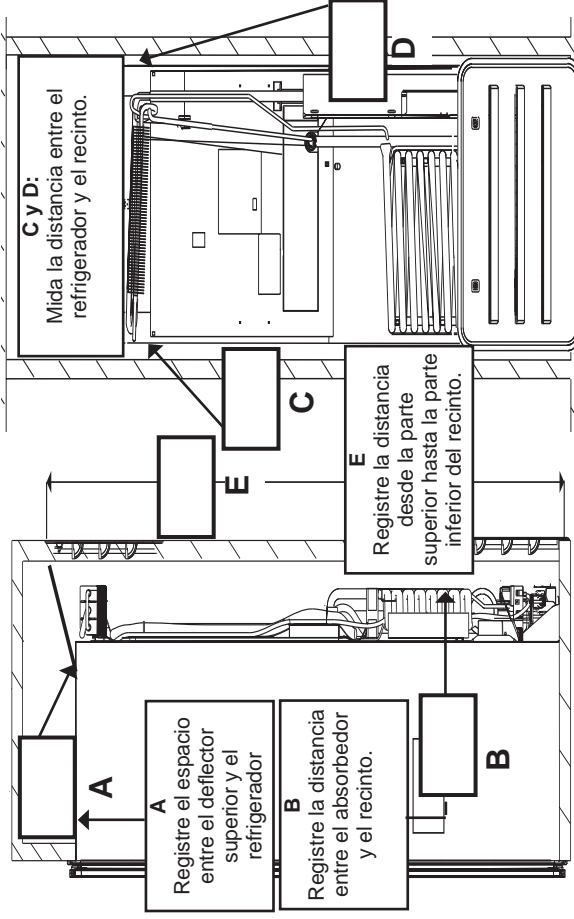 A
A
Registre el espacio
entre el deflector
superior y el
refrigerador
B
Registre la distancia
entre el absorbedor
y el recinto.
B
E
E
Registre la distancia
desde la parte
superior hasta la parte
inferior del recinto.
C y D:
Mida la distancia entre el
refrigerador y el recinto.
C
D